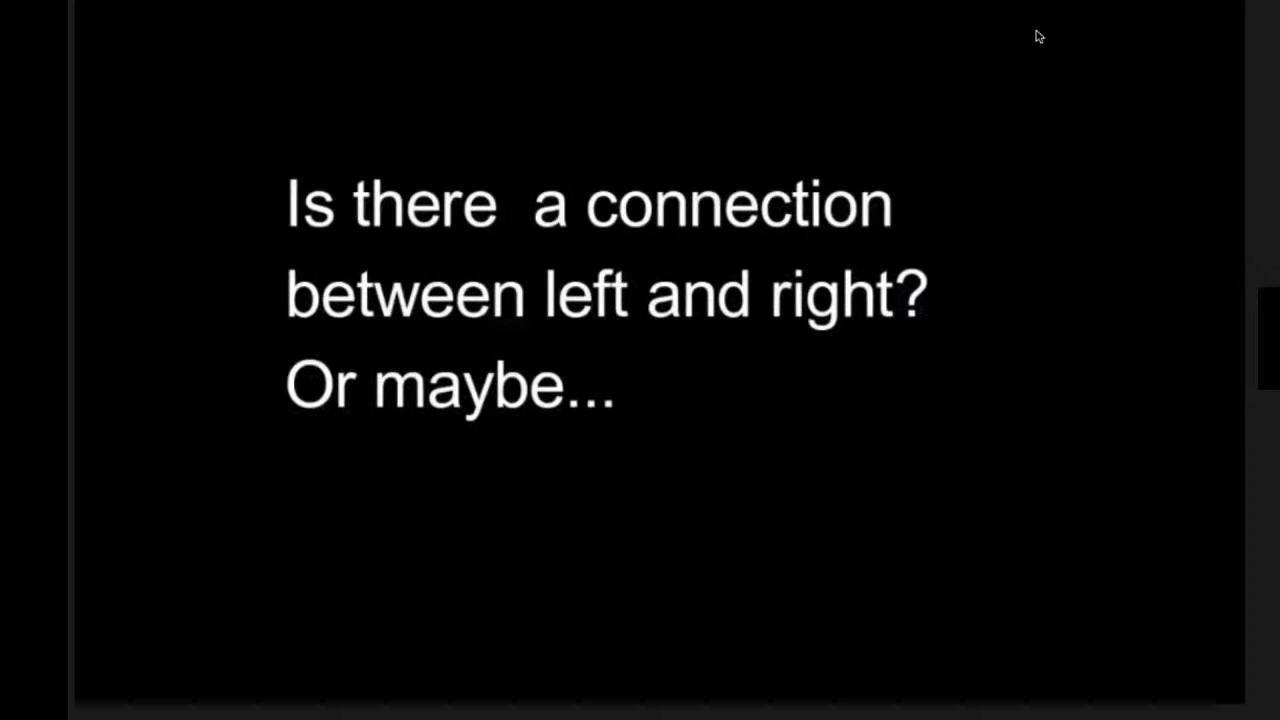 Is there  a connection
between left and right?
Or maybe...